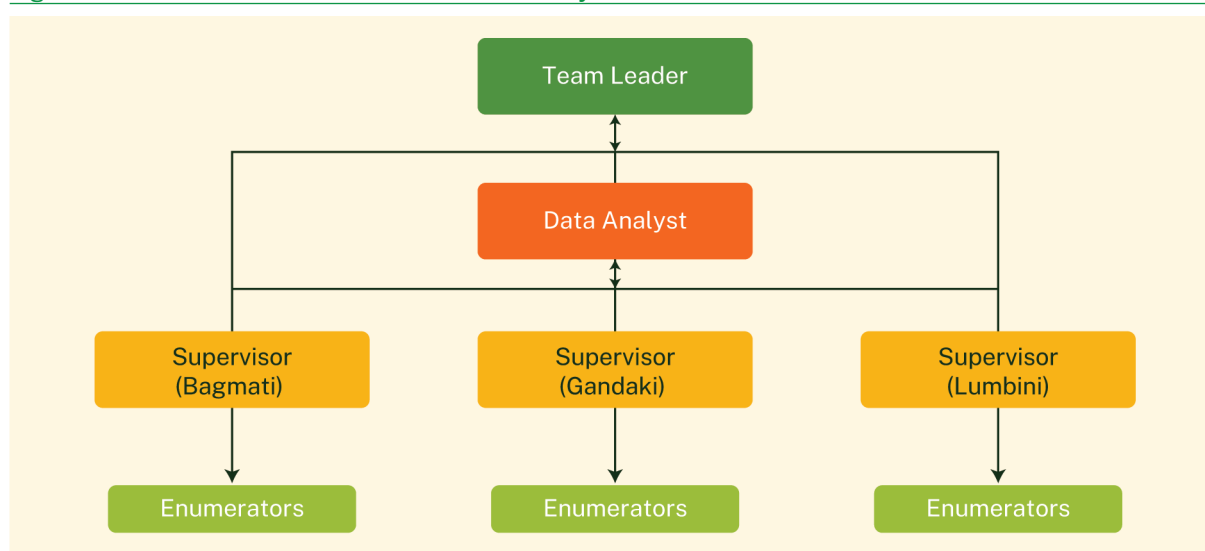 Team Leader
Data Analyst
Supervisor
(Bagmati)
Supervisor
(Gandaki)
Supervisor
(Lumbini)
Enumerators
Enumerators
Enumerators